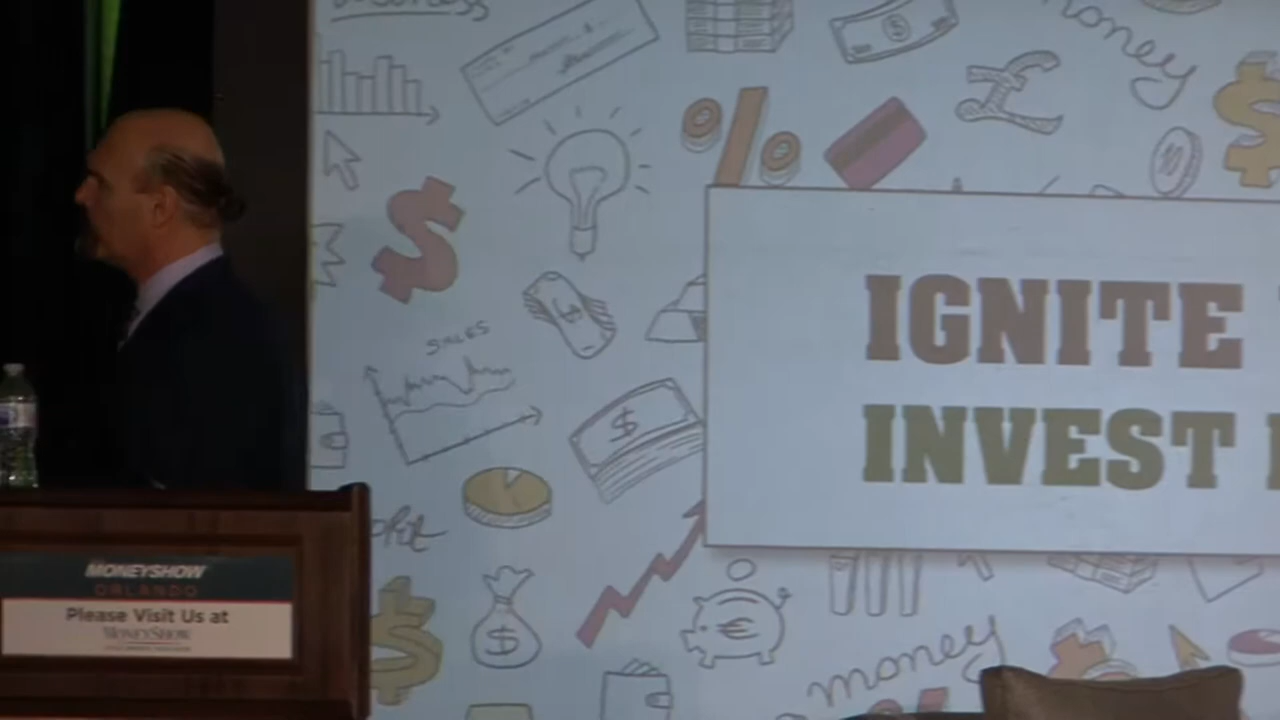 money
SALES
IGNITE
INVEST
MONEYSHOW
ORLANDO
Please Visit Us at
MONEYSHOW
money